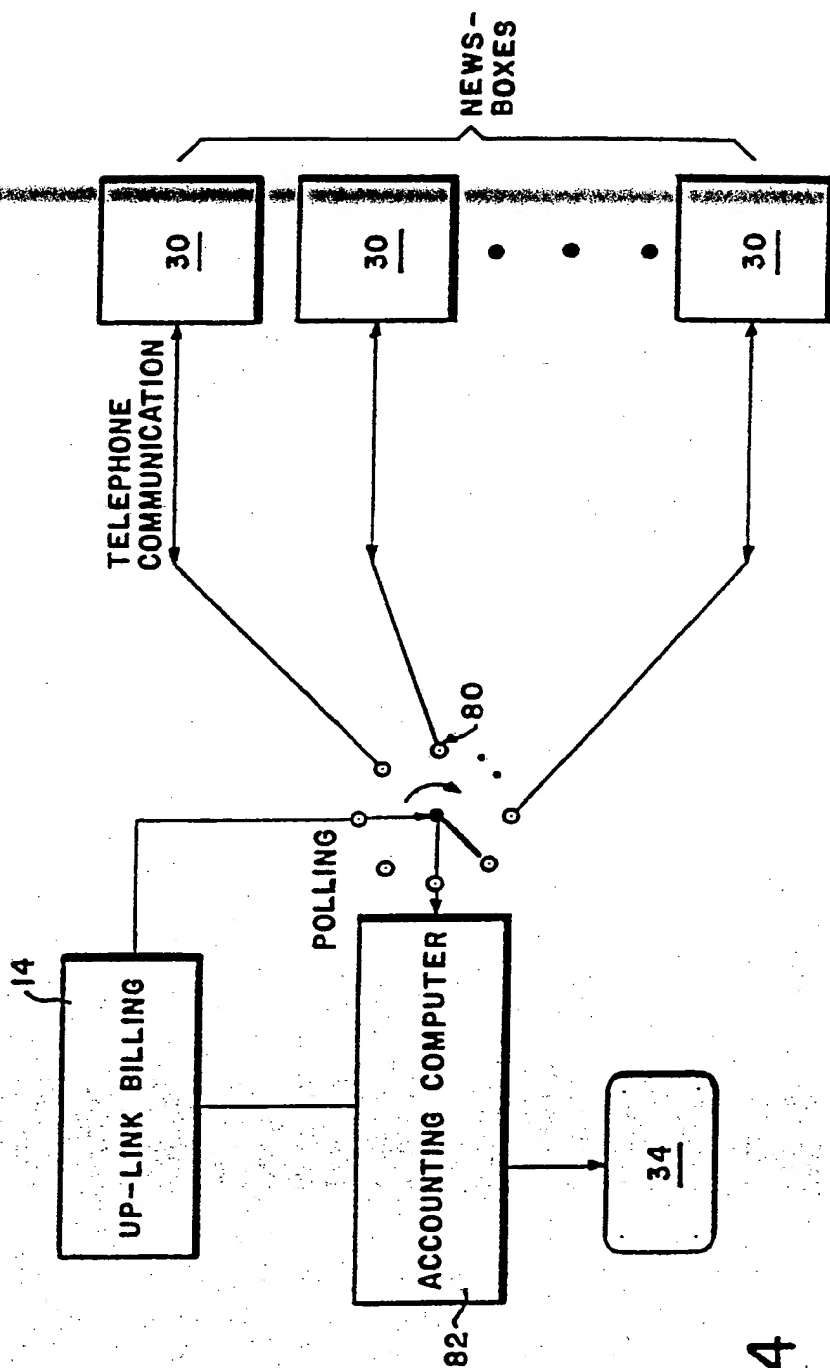 14
UP-LINK BILLING
POLLING
ACCOUNTING COMPUTER
82
34
80
TELEPHONE
COMMUNICATION
30
30
30
NEWS-
BOXES
4